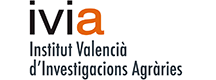 ivia
Institut Valencià
d'Investigacions Agràries